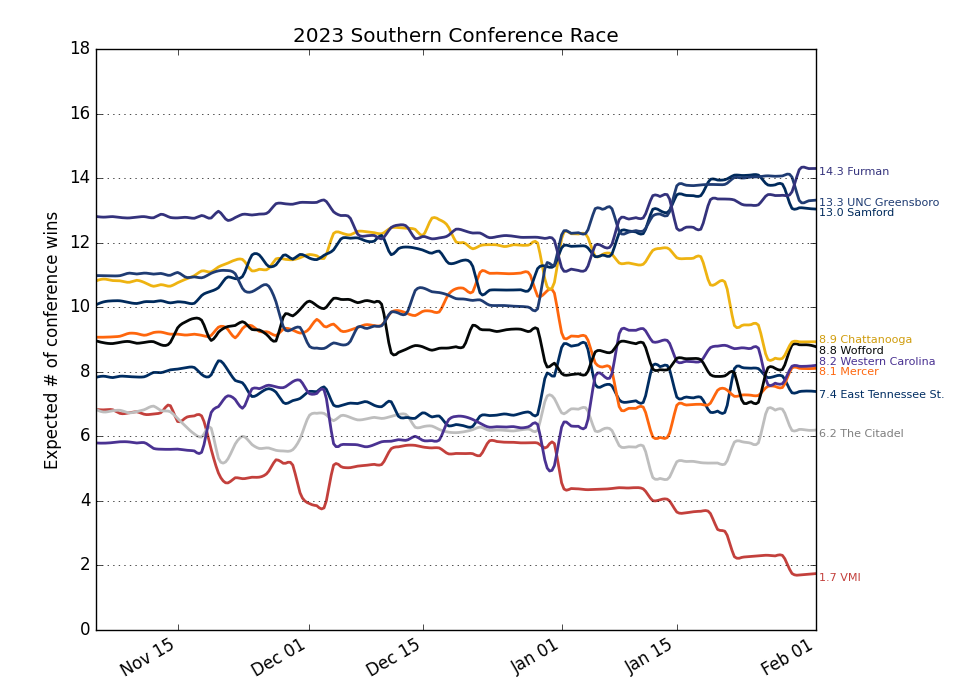 2023 Southern Conference Race
Expected # of conference wins
18
16
14
12
10
8
6
4
2
0
14.3 Furman
13.3 UNC Greensboro
13.0 Samford
8.9 Chattanooga
8.8 Wofford
8.2 Western Carolina
8.1 Mercer
7.4 East Tennessee St.
6.2 The Citadel
1.7 VMI
Nov 15
Dec 01
Dec 15
Jan 01
Jan 15
Feb 01